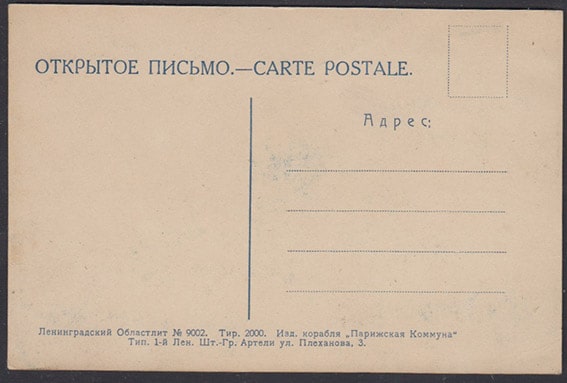 ОТКРЫТОЕ ПИСЬМО.—CARTE POSTALE.
Адрес:
Ленинградский Областлит № 9002. Тир. 2000. Изд. корабля „Парижская Коммуна“
Тип. 1-й Лен. Шт.-Гр. Артели ул. Плеханова, 3.